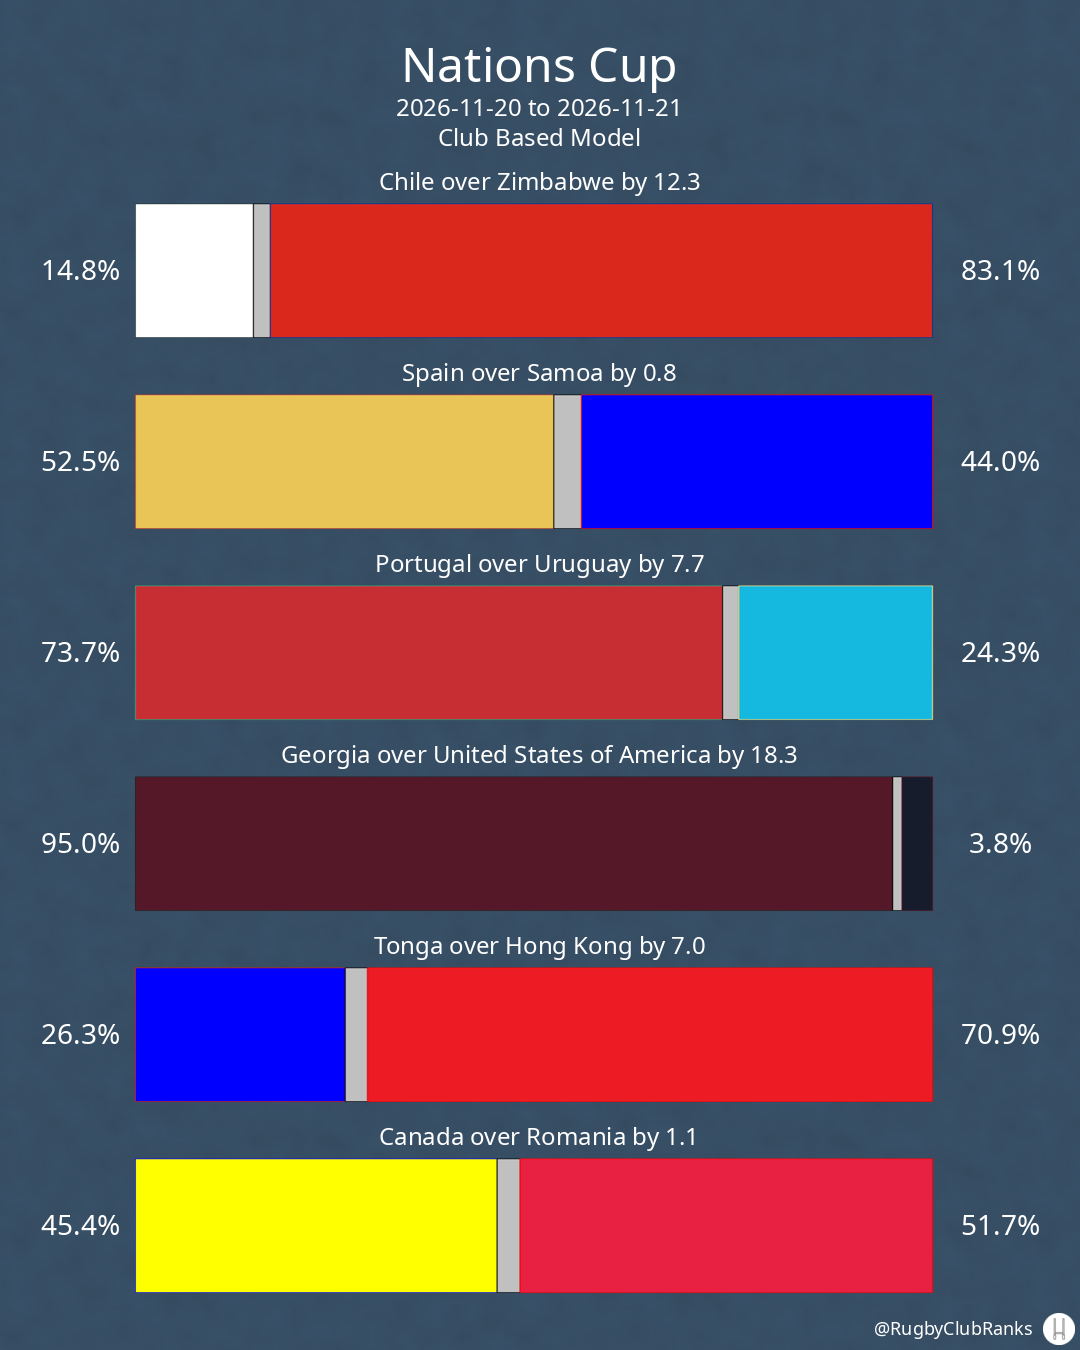 Nations Cup
2026-11-20 to 2026-11-21
Club Based Model
Chile over Zimbabwe by 12.3
14.8% 83.1%
Spain over Samoa by 0.8
52.5% 44.0%
Portugal over Uruguay by 7.7
73.7% 24.3%
Georgia over United States of America by 18.3
95.0% 3.8%
Tonga over Hong Kong by 7.0
26.3% 70.9%
Canada over Romania by 1.1
45.4% 51.7%
@RugbyClubRanks